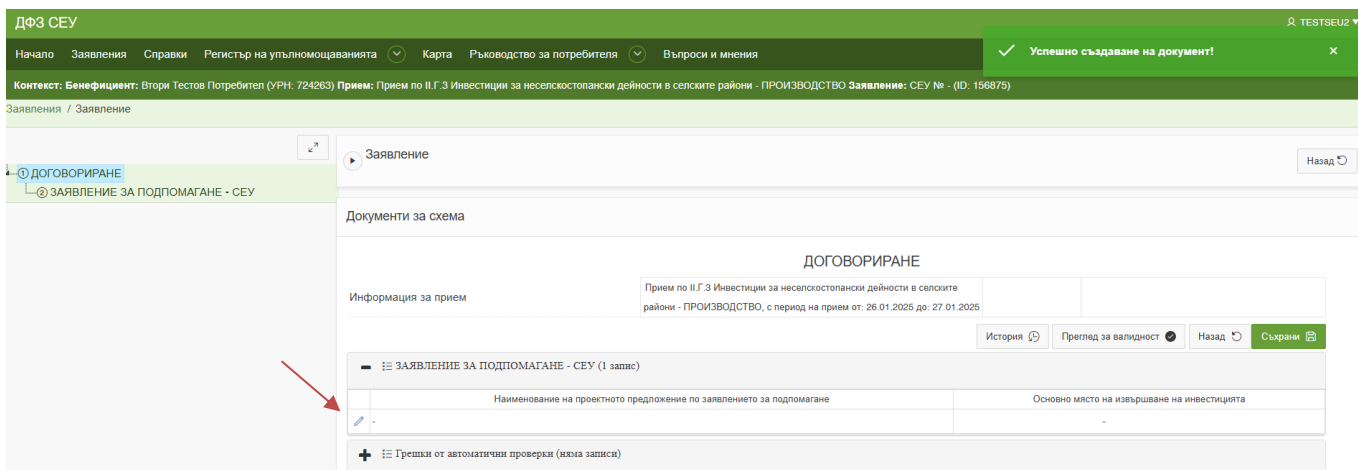 ДФЗ СЕУ
TESTSEU2
Начало Заявления Справки Регистър на упълномощаванията Карта Ръководство за потребителя Въпроси и мнения
Успешно създаване на документ!
Контекст: Бенефициент: Втори Тестов Потребител (УРН: 724263) Прием: Прием по II.Г.3 Инвестиции за неселскостопански дейности в селските райони - ПРОИЗВОДСТВО Заявление: СЕУ № - (ID: 156875)
Заявления / Заявление
① ДОГОВОРИРАНЕ
② ЗАЯВЛЕНИЕ ЗА ПОДПОМАГАНЕ - СЕУ
Заявление
Назад
Документи за схема
ДОГОВОРИРАНЕ
Информация за прием
Прием по II.Г.3 Инвестиции за неселскостопански дейности в селските
райони - ПРОИЗВОДСТВО, с период на прием от: 26.01.2025 до: 27.01.2025
История Преглед за валидност Назад Съхрани
ЗАЯВЛЕНИЕ ЗА ПОДПОМАГАНЕ - СЕУ (1 запис)
Наименование на проектното предложение по заявлението за подпомагане Основно място на извършване на инвестицията
- -
Грешки от автоматични проверки (няма записи)